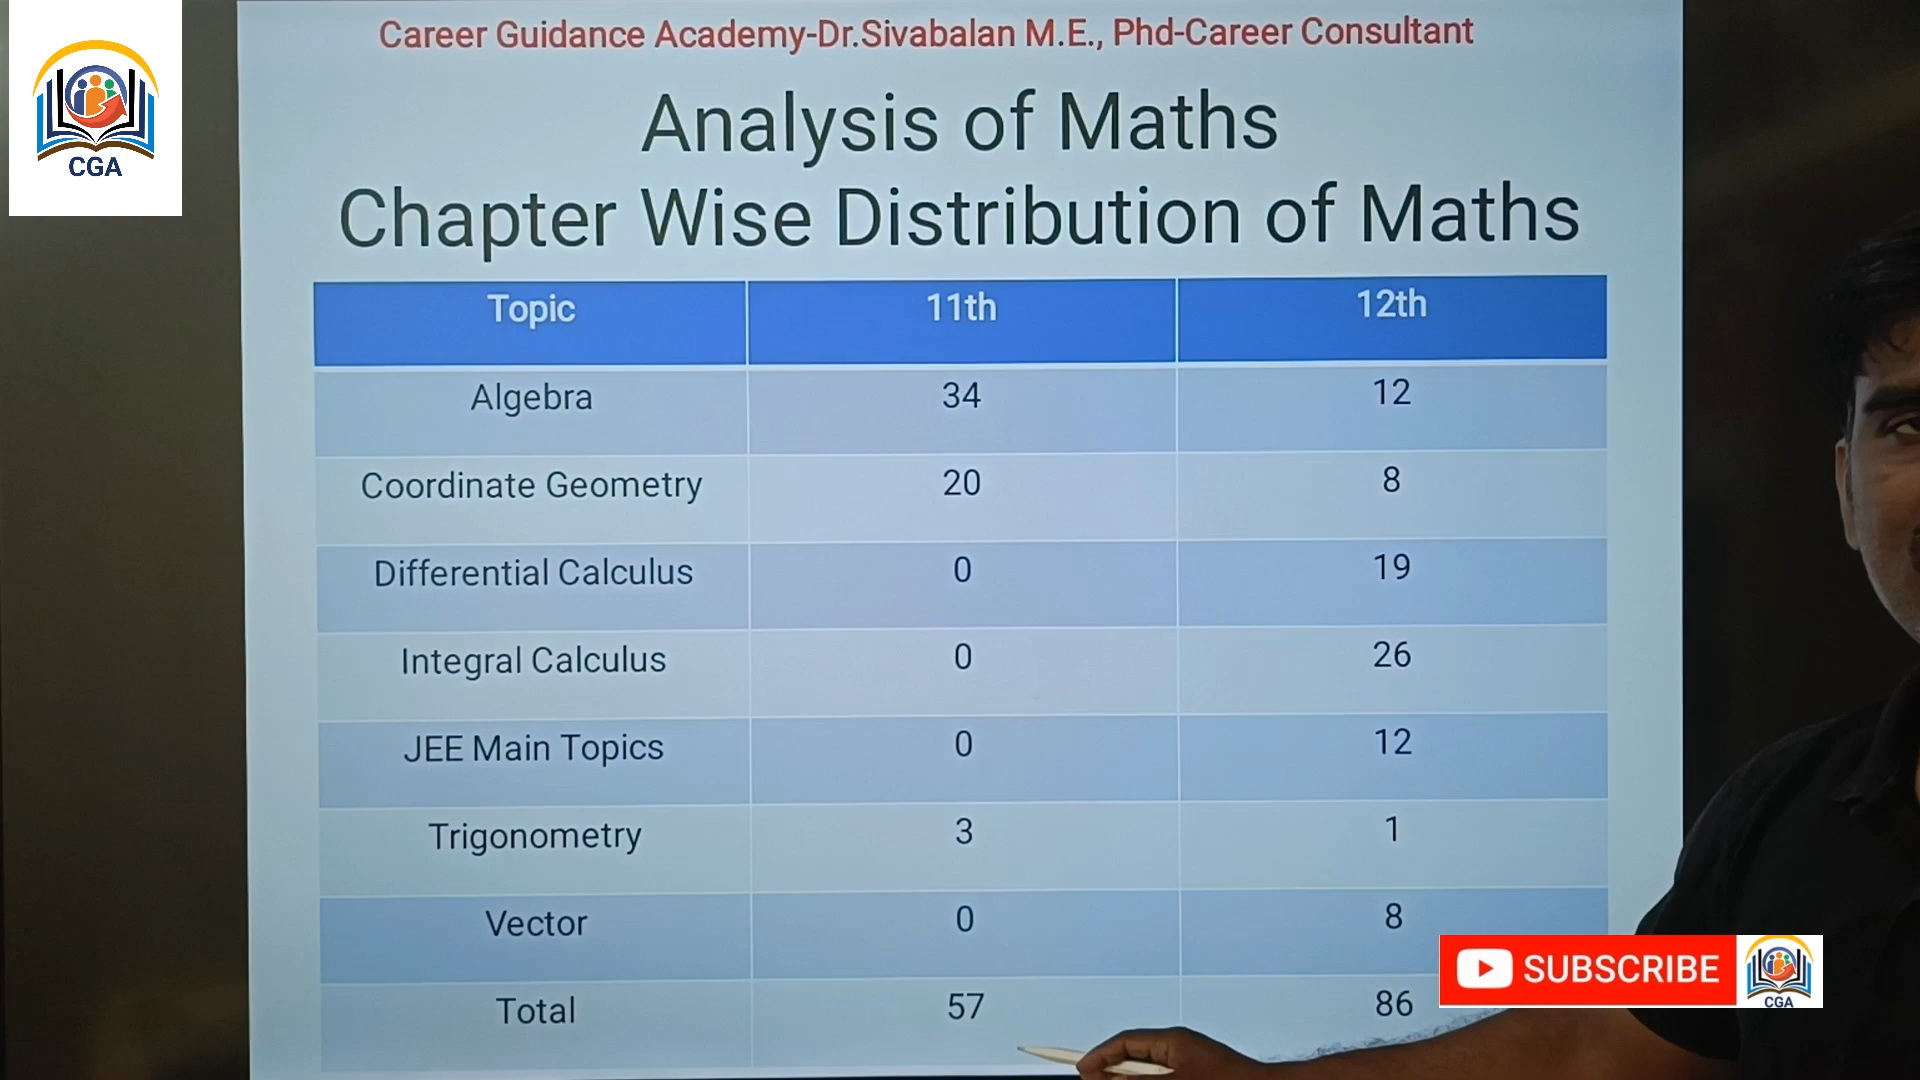 Career Guidance Academy-Dr.Sivabalan M.E., Phd-Career Consultant
CGA
Analysis of Maths
Chapter Wise Distribution of Maths
Topic 11th 12th
Algebra 34 12
Coordinate Geometry 20 8
Differential Calculus 0 19
Integral Calculus 0 26
JEE Main Topics 0 12
Trigonometry 3 1
Vector 0 8
Total 57 86
SUBSCRIBE
CGA